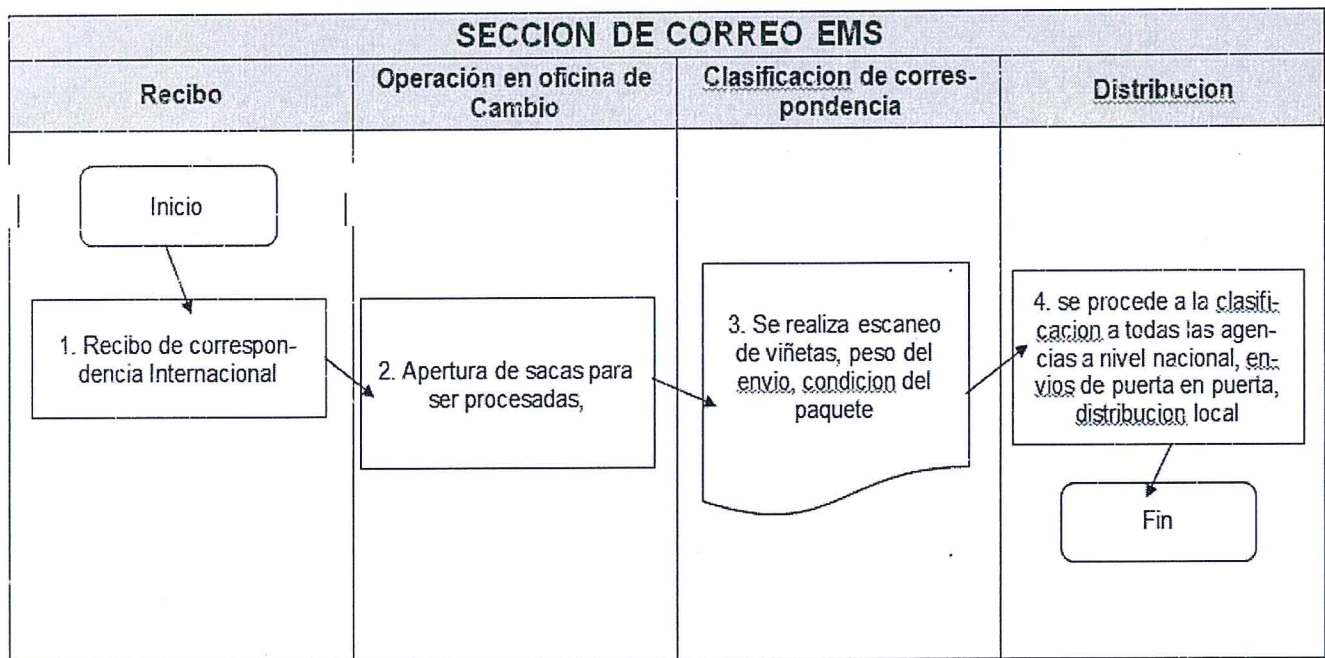 SECCION DE CORREO EMS
Recibo
Operación en oficina de
Cambio
Clasificacion de corres-
pondencia
Distribucion
Inicio
1. Recibo de correspon-
dencia Internacional
2. Apertura de sacas para
ser procesadas,
3. Se realiza escaneo
de viñetas, peso del
envio, condicion del
paquete
4. se procede a la clasifi-
cacion a todas las agen-
cias a nivel nacional, en-
vios de puerta en puerta,
distribucion local
Fin